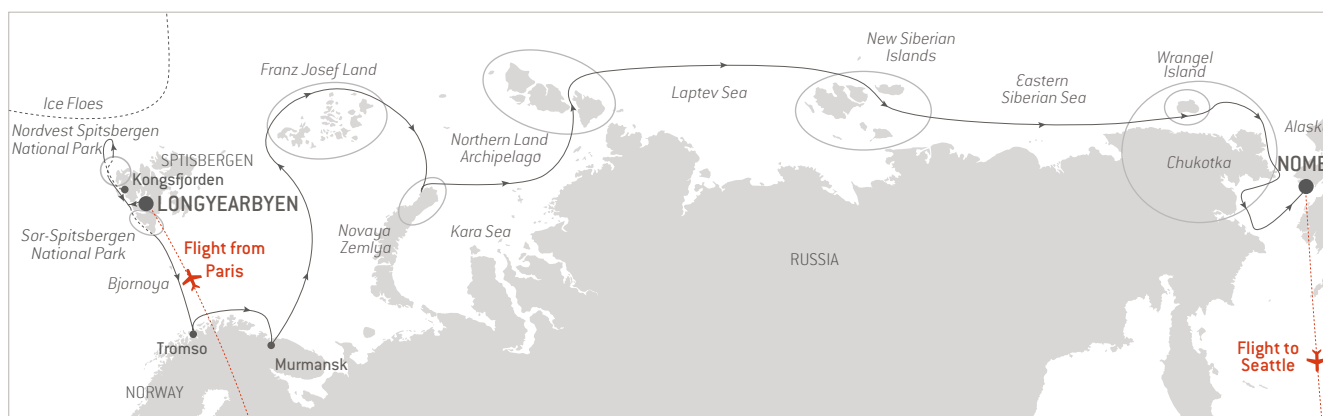 Ice Floes
Nordvest Spitsbergen
National Park
SPTISBERGEN
Kongsfjorden
LONGYEARBYEN
Sor-Spitsbergen
National Park
Flight from
Paris
Bjornoya
Tromso
Murmansk
NORWAY
Franz Josef Land
Novaya
Zemlya
Kara Sea
Northern Land
Archipelago
Laptev Sea
RUSSIA
New Siberian
Islands
Eastern
Siberian Sea
Wrangel
Island
Chukotka
Alask
NOME
Flight to
Seattle